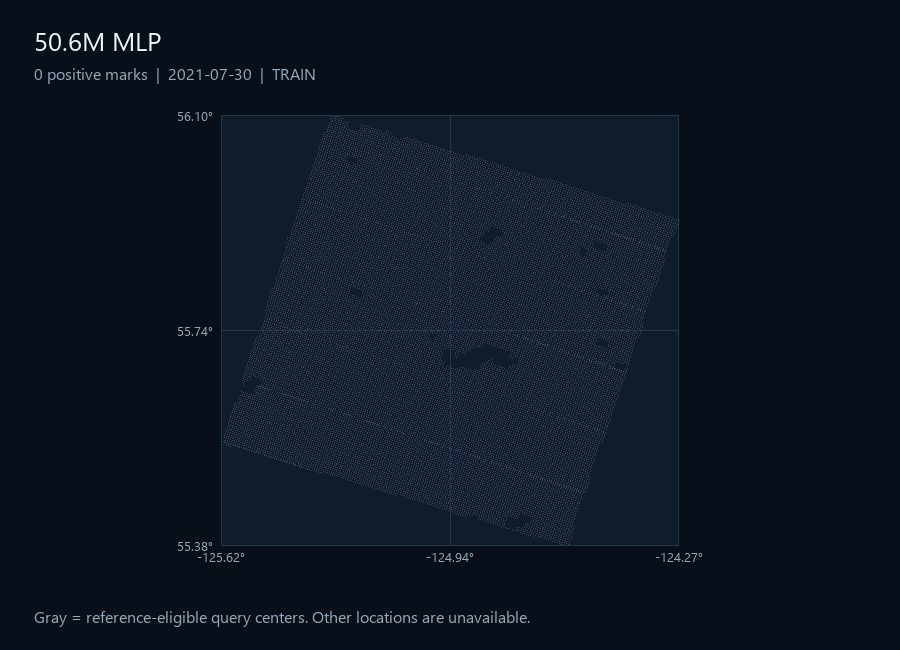 50.6M MLP
0 positive marks | 2021-07-30 | TRAIN
56.10°
55.74°
55.38°
-125.62° -124.94° -124.27°
Gray = reference-eligible query centers. Other locations are unavailable.